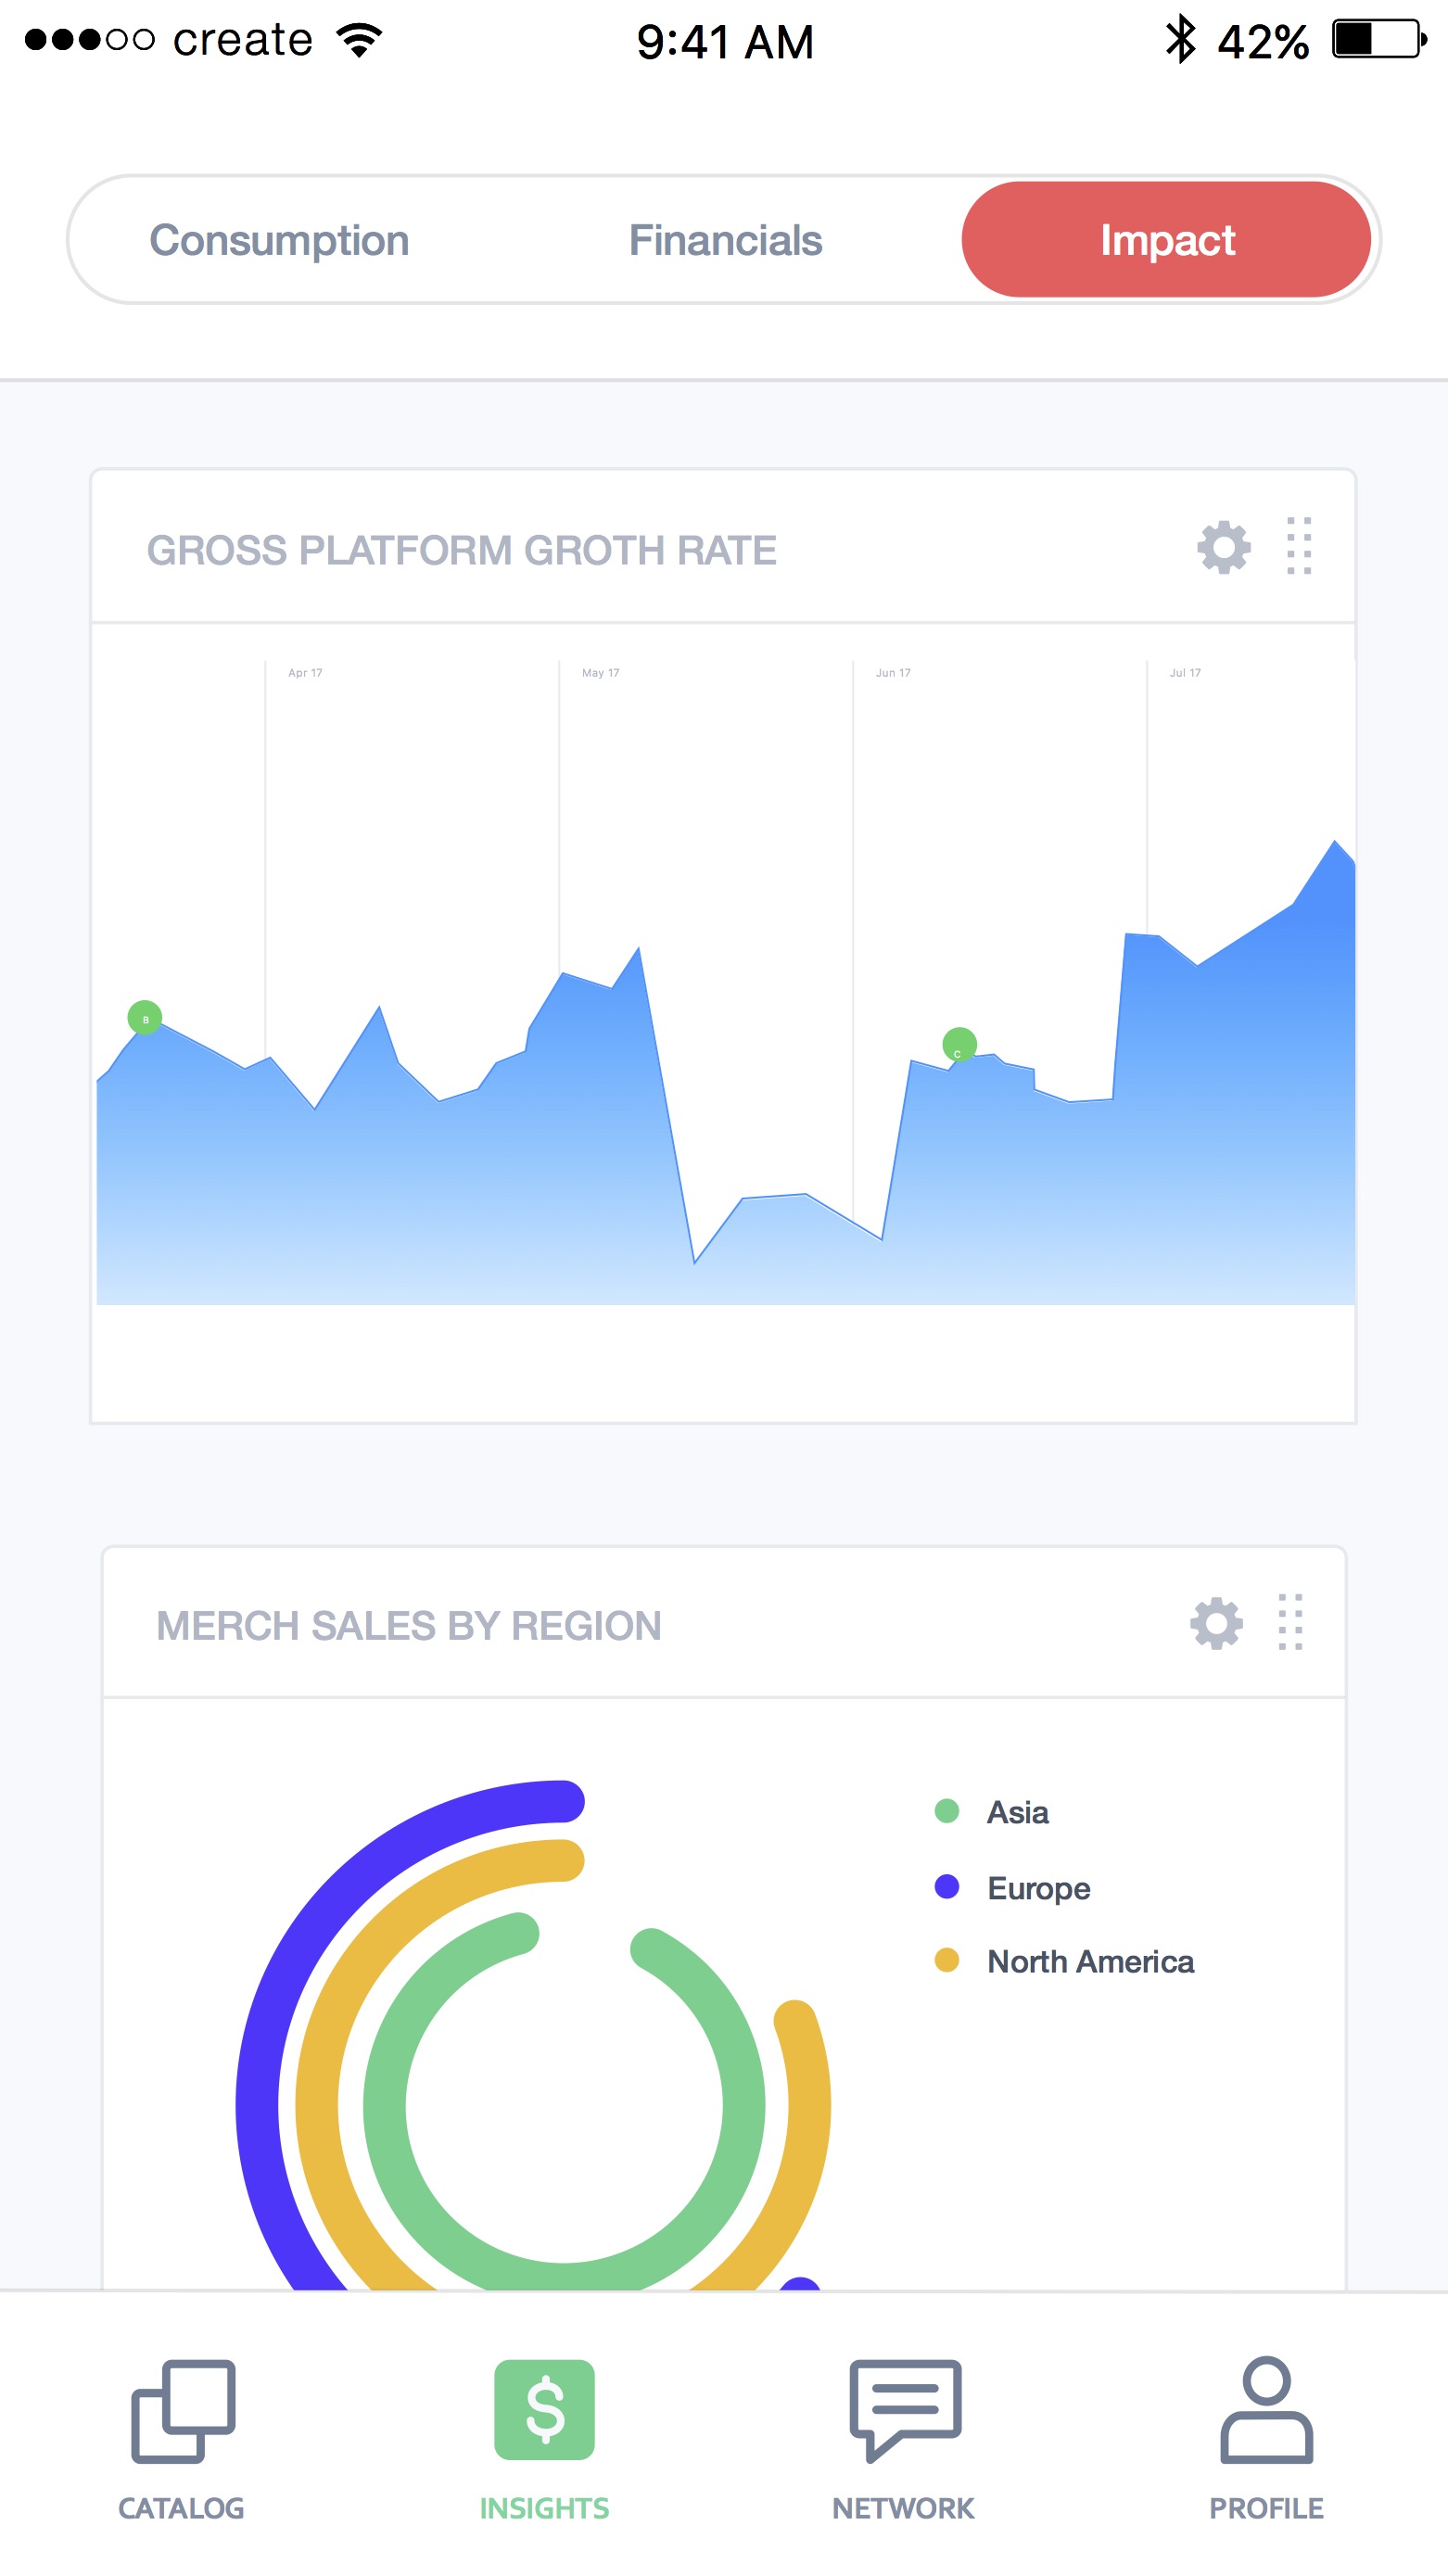 create 9:41 AM 42%
Consumption Financials Impact
GROSS PLATFORM GROTH RATE
Apr 17 May 17 Jun 17 Jul 17
B
C
MERCH SALES BY REGION
Asia
Europe
North America
$
CATALOG INSIGHTS NETWORK PROFILE